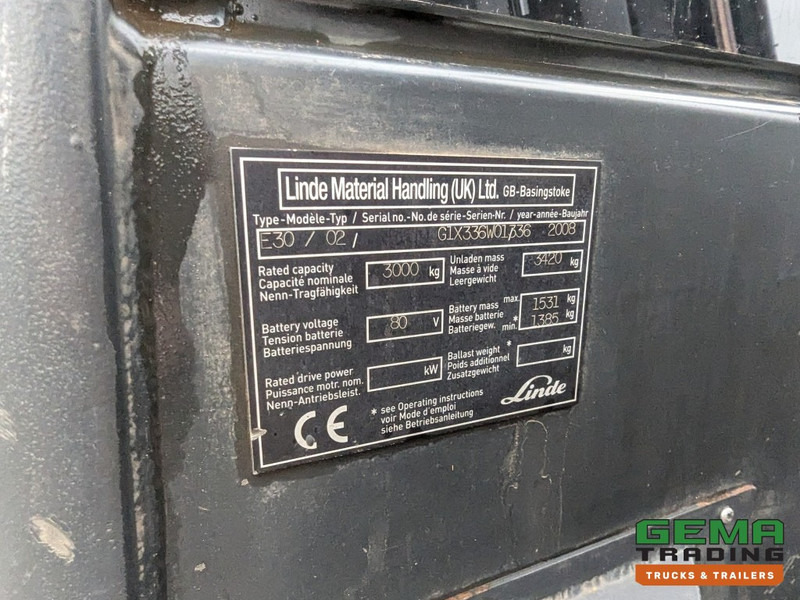 Linde Material Handling (UK) Ltd. GB-Basingstoke
Type-Modèle-Typ / Serial no.-No. de série-Serien-Nr. / year-année-Baujahr
E30 / 02 / G1X336W01336 2008
Rated capacity
Capacité nominale
Nenn-Tragfähigkeit
3000 kg
Unladen mass
Masse à vide
Leergewicht
3420 kg
Battery voltage
Tension batterie
Batteriespannung
80 V
Battery mass
Masse batterie
Batteriegew.
max. 1531 kg
* min. 1385 kg
Rated drive power
Puissance motr. nom.
Nenn-Antriebsleist.
kW
Ballast weight *
Poids additionnel
Zusatzgewicht
kg
CE
* see Operating instructions
voir Mode d'emploi
siehe Betriebsanleitung
Linde
GEMA
TRADING
TRUCKS & TRAILERS